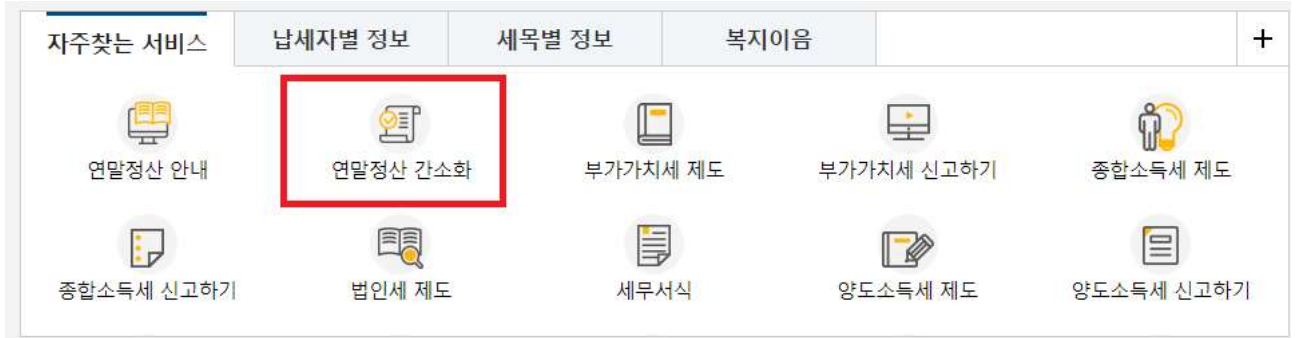 자주찾는 서비스 납세자별 정보 세목별 정보 복지이음 +
연말정산 안내 연말정산 간소화 부가가치세 제도 부가가치세 신고하기 종합소득세 제도
종합소득세 신고하기 법인세 제도 세무서식 양도소득세 제도 양도소득세 신고하기